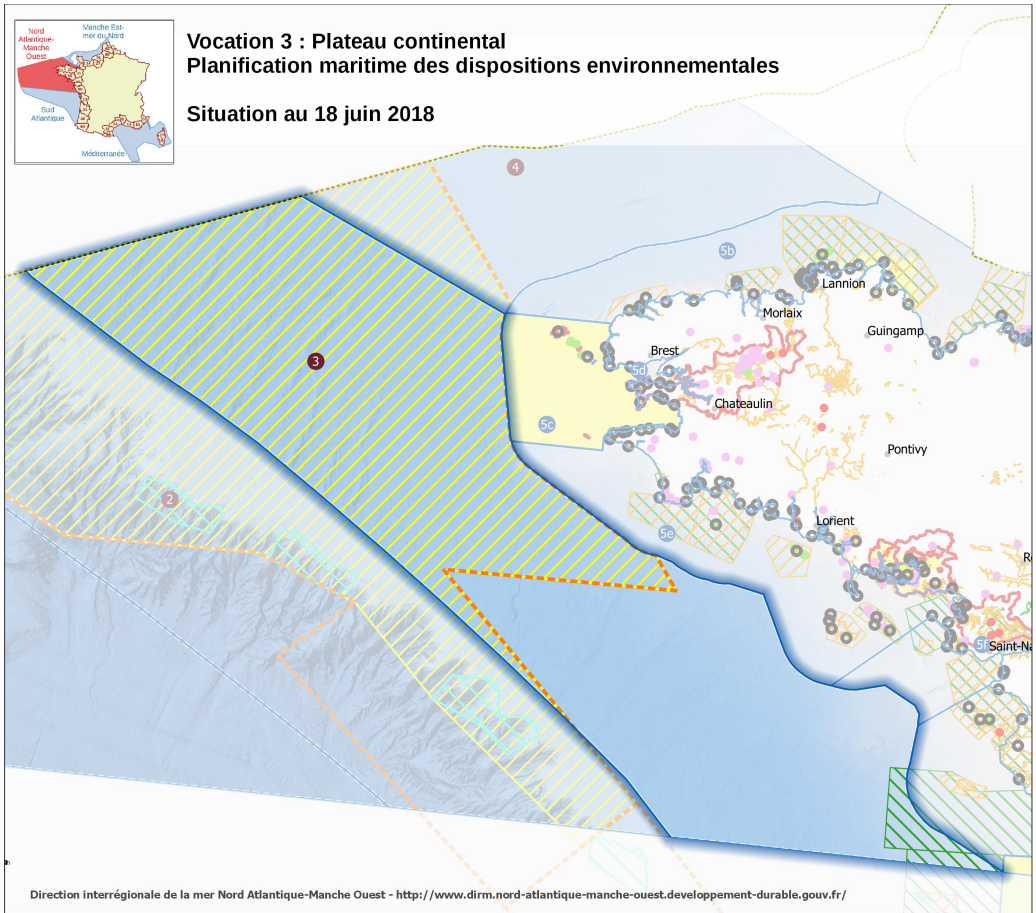 Vocation 3 : Plateau continental
Planification maritime des dispositions environnementales
Situation au 18 juin 2018
Manche Est-
mer du Nord
Nord
Atlantique-
Manche
Ouest
Sud
Atlantique
Méditerranée
4
5b
Lannion
Morlaix
Guingamp
3
Brest
5d
Chateaulin
5c
Pontivy
2
Lorient
5e
R
5f
Saint-Na
Direction interrégionale de la mer Nord Atlantique-Manche Ouest - http://www.dirm.nord-atlantique-manche-ouest.developpement-durable.gouv.fr/